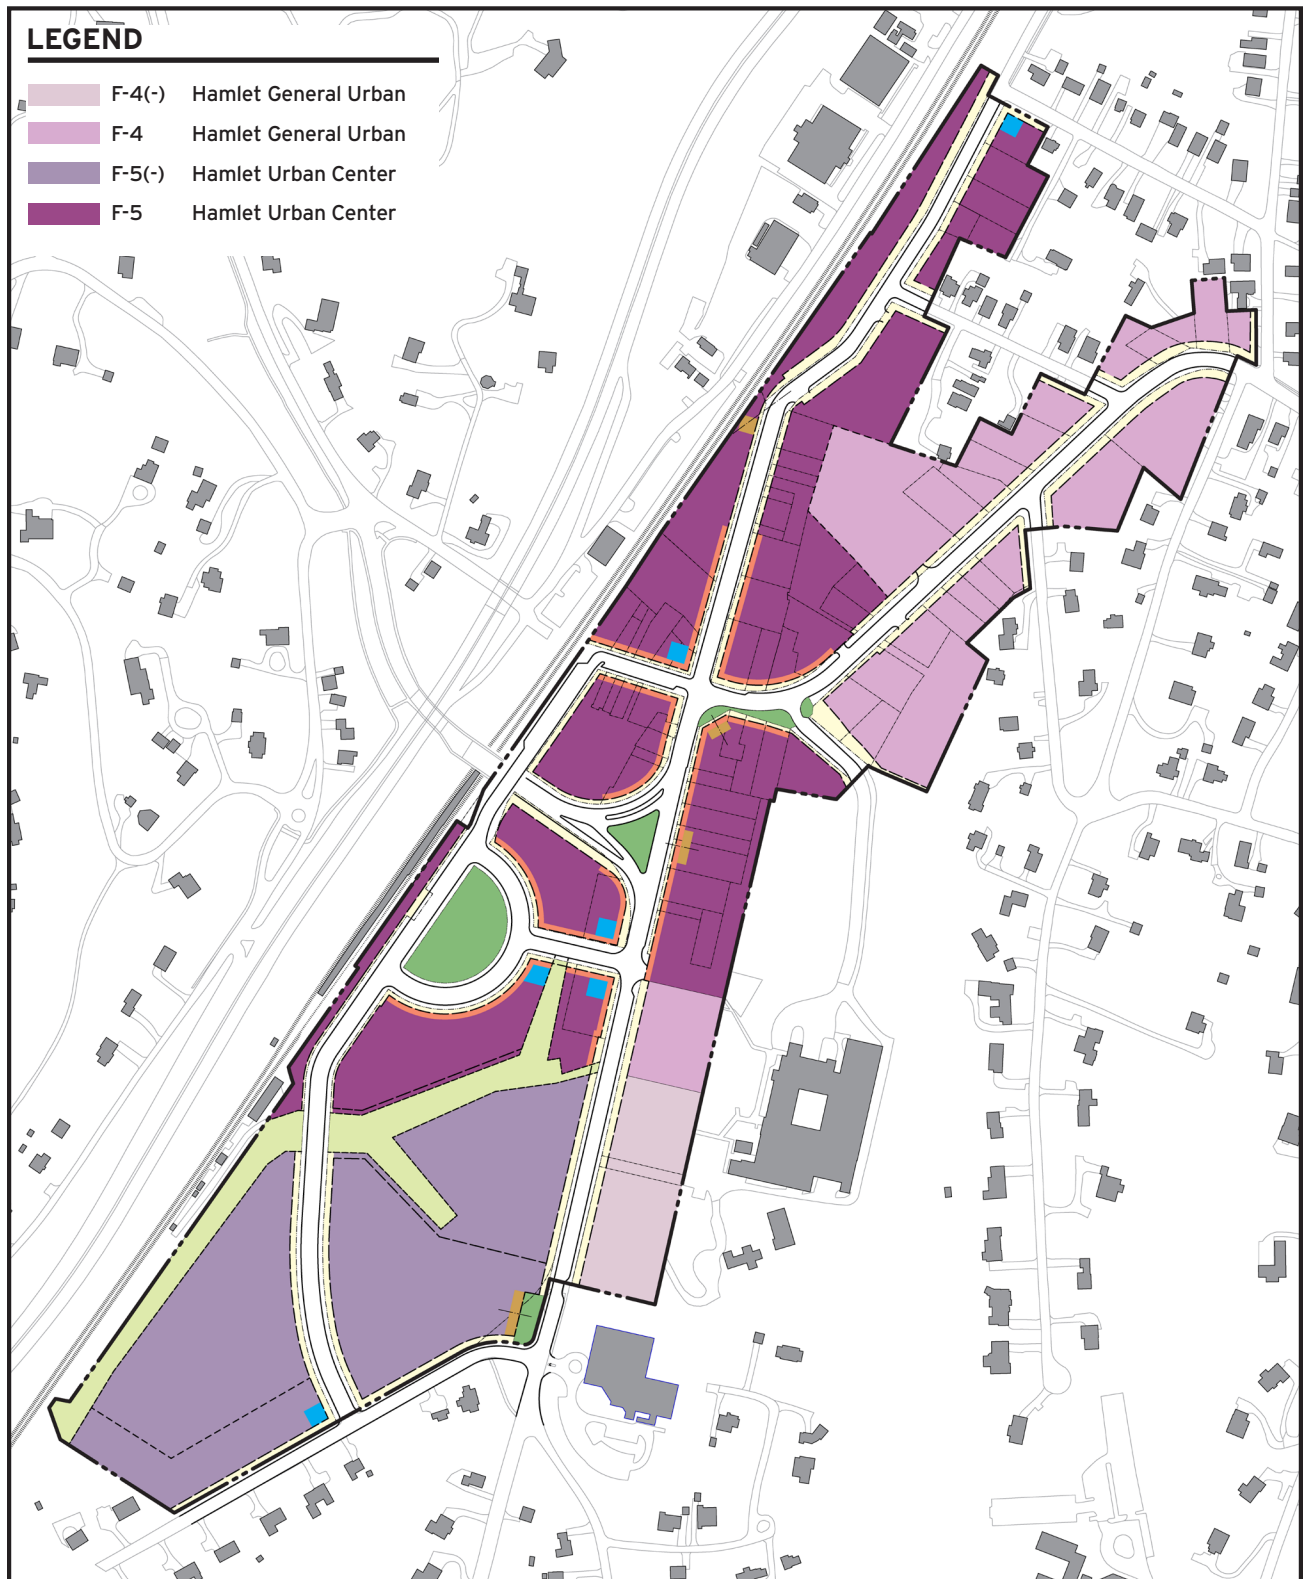 LEGEND
F-4(-) Hamlet General Urban
F-4 Hamlet General Urban
F-5(-) Hamlet Urban Center
F-5 Hamlet Urban Center